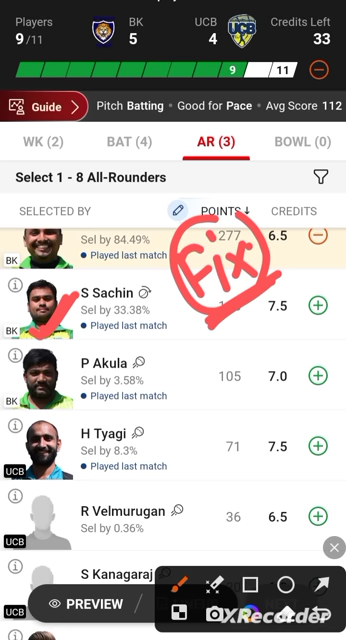 Players BK UCB Credits Left
9 /11 5 4 33
9 11
Guide Pitch Batting • Good for Pace • Avg Score 112
WK (2) BAT (4) AR (3) BOWL (0)
Select 1 - 8 All-Rounders
SELECTED BY POINTS↓ CREDITS
Sel by 84.49% 277 6.5
BK • Played last match
Fix
S Sachin
Sel by 33.38% 7.5
BK • Played last match
P Akula
Sel by 3.58% 105 7.0
BK • Played last match
H Tyagi
Sel by 8.3% 71 7.5
UCB • Played last match
R Velmurugan
Sel by 0.36% 36 6.5
UCB
S Kanagaraj
UCB PREVIEW
XRecorder